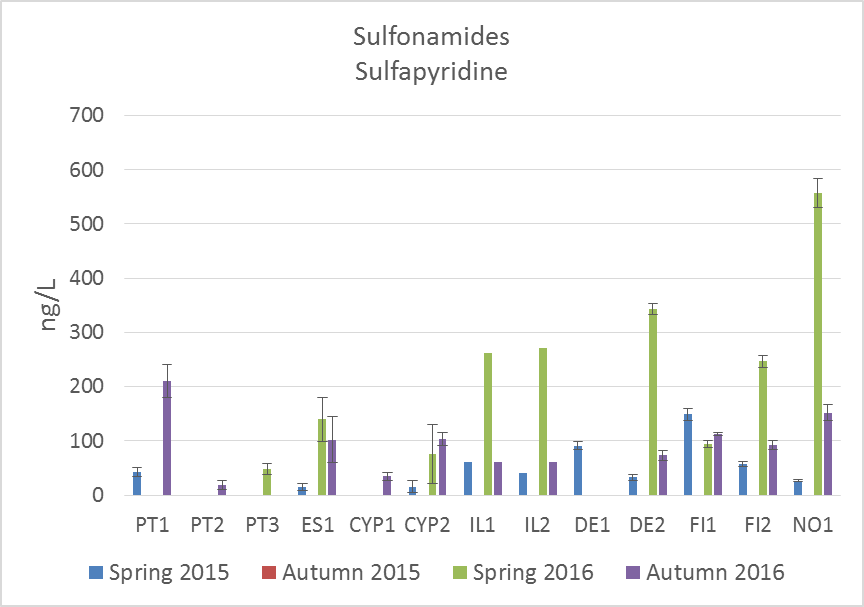 Sulfonamides
Sulfapyridine
700
600
500
400
300
200
100
0
ng/L
PT1 PT2 PT3 ES1 CYP1 CYP2 IL1 IL2 DE1 DE2 FI1 FI2 NO1
Spring 2015 Autumn 2015 Spring 2016 Autumn 2016